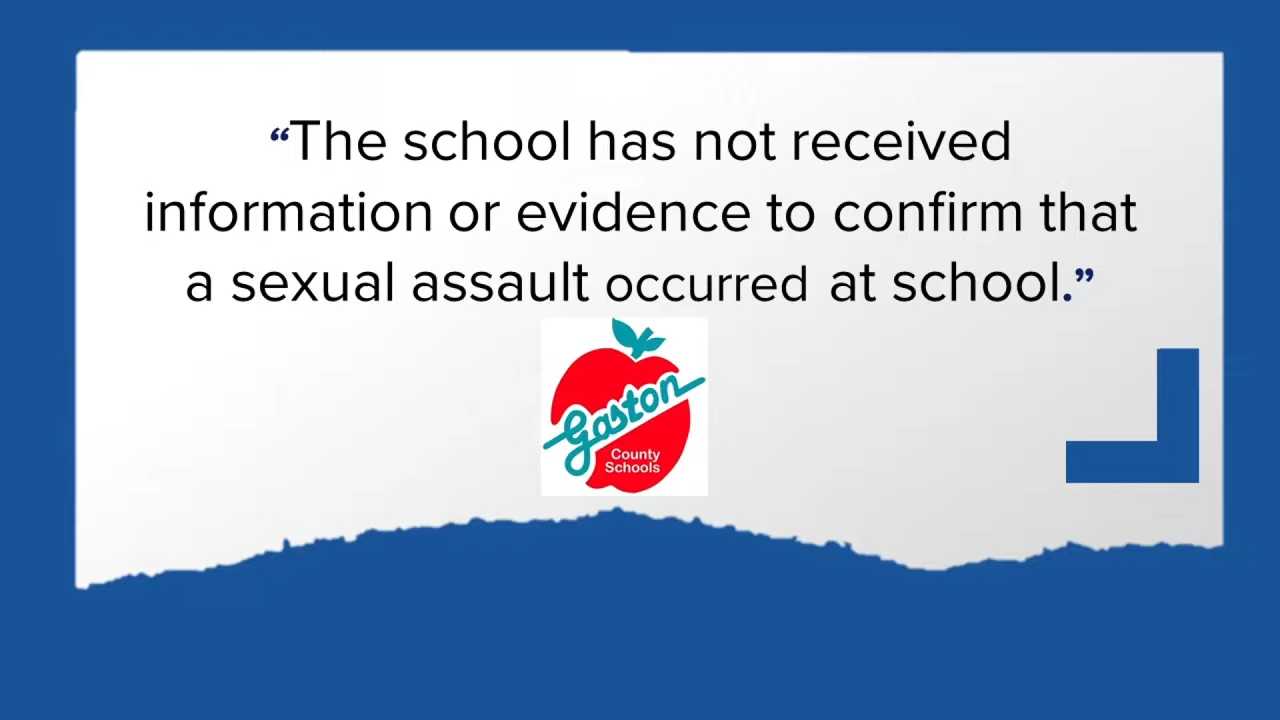 “The school has not received
information or evidence to confirm that
a sexual assault occurred at school.”
Gaston
County
Schools